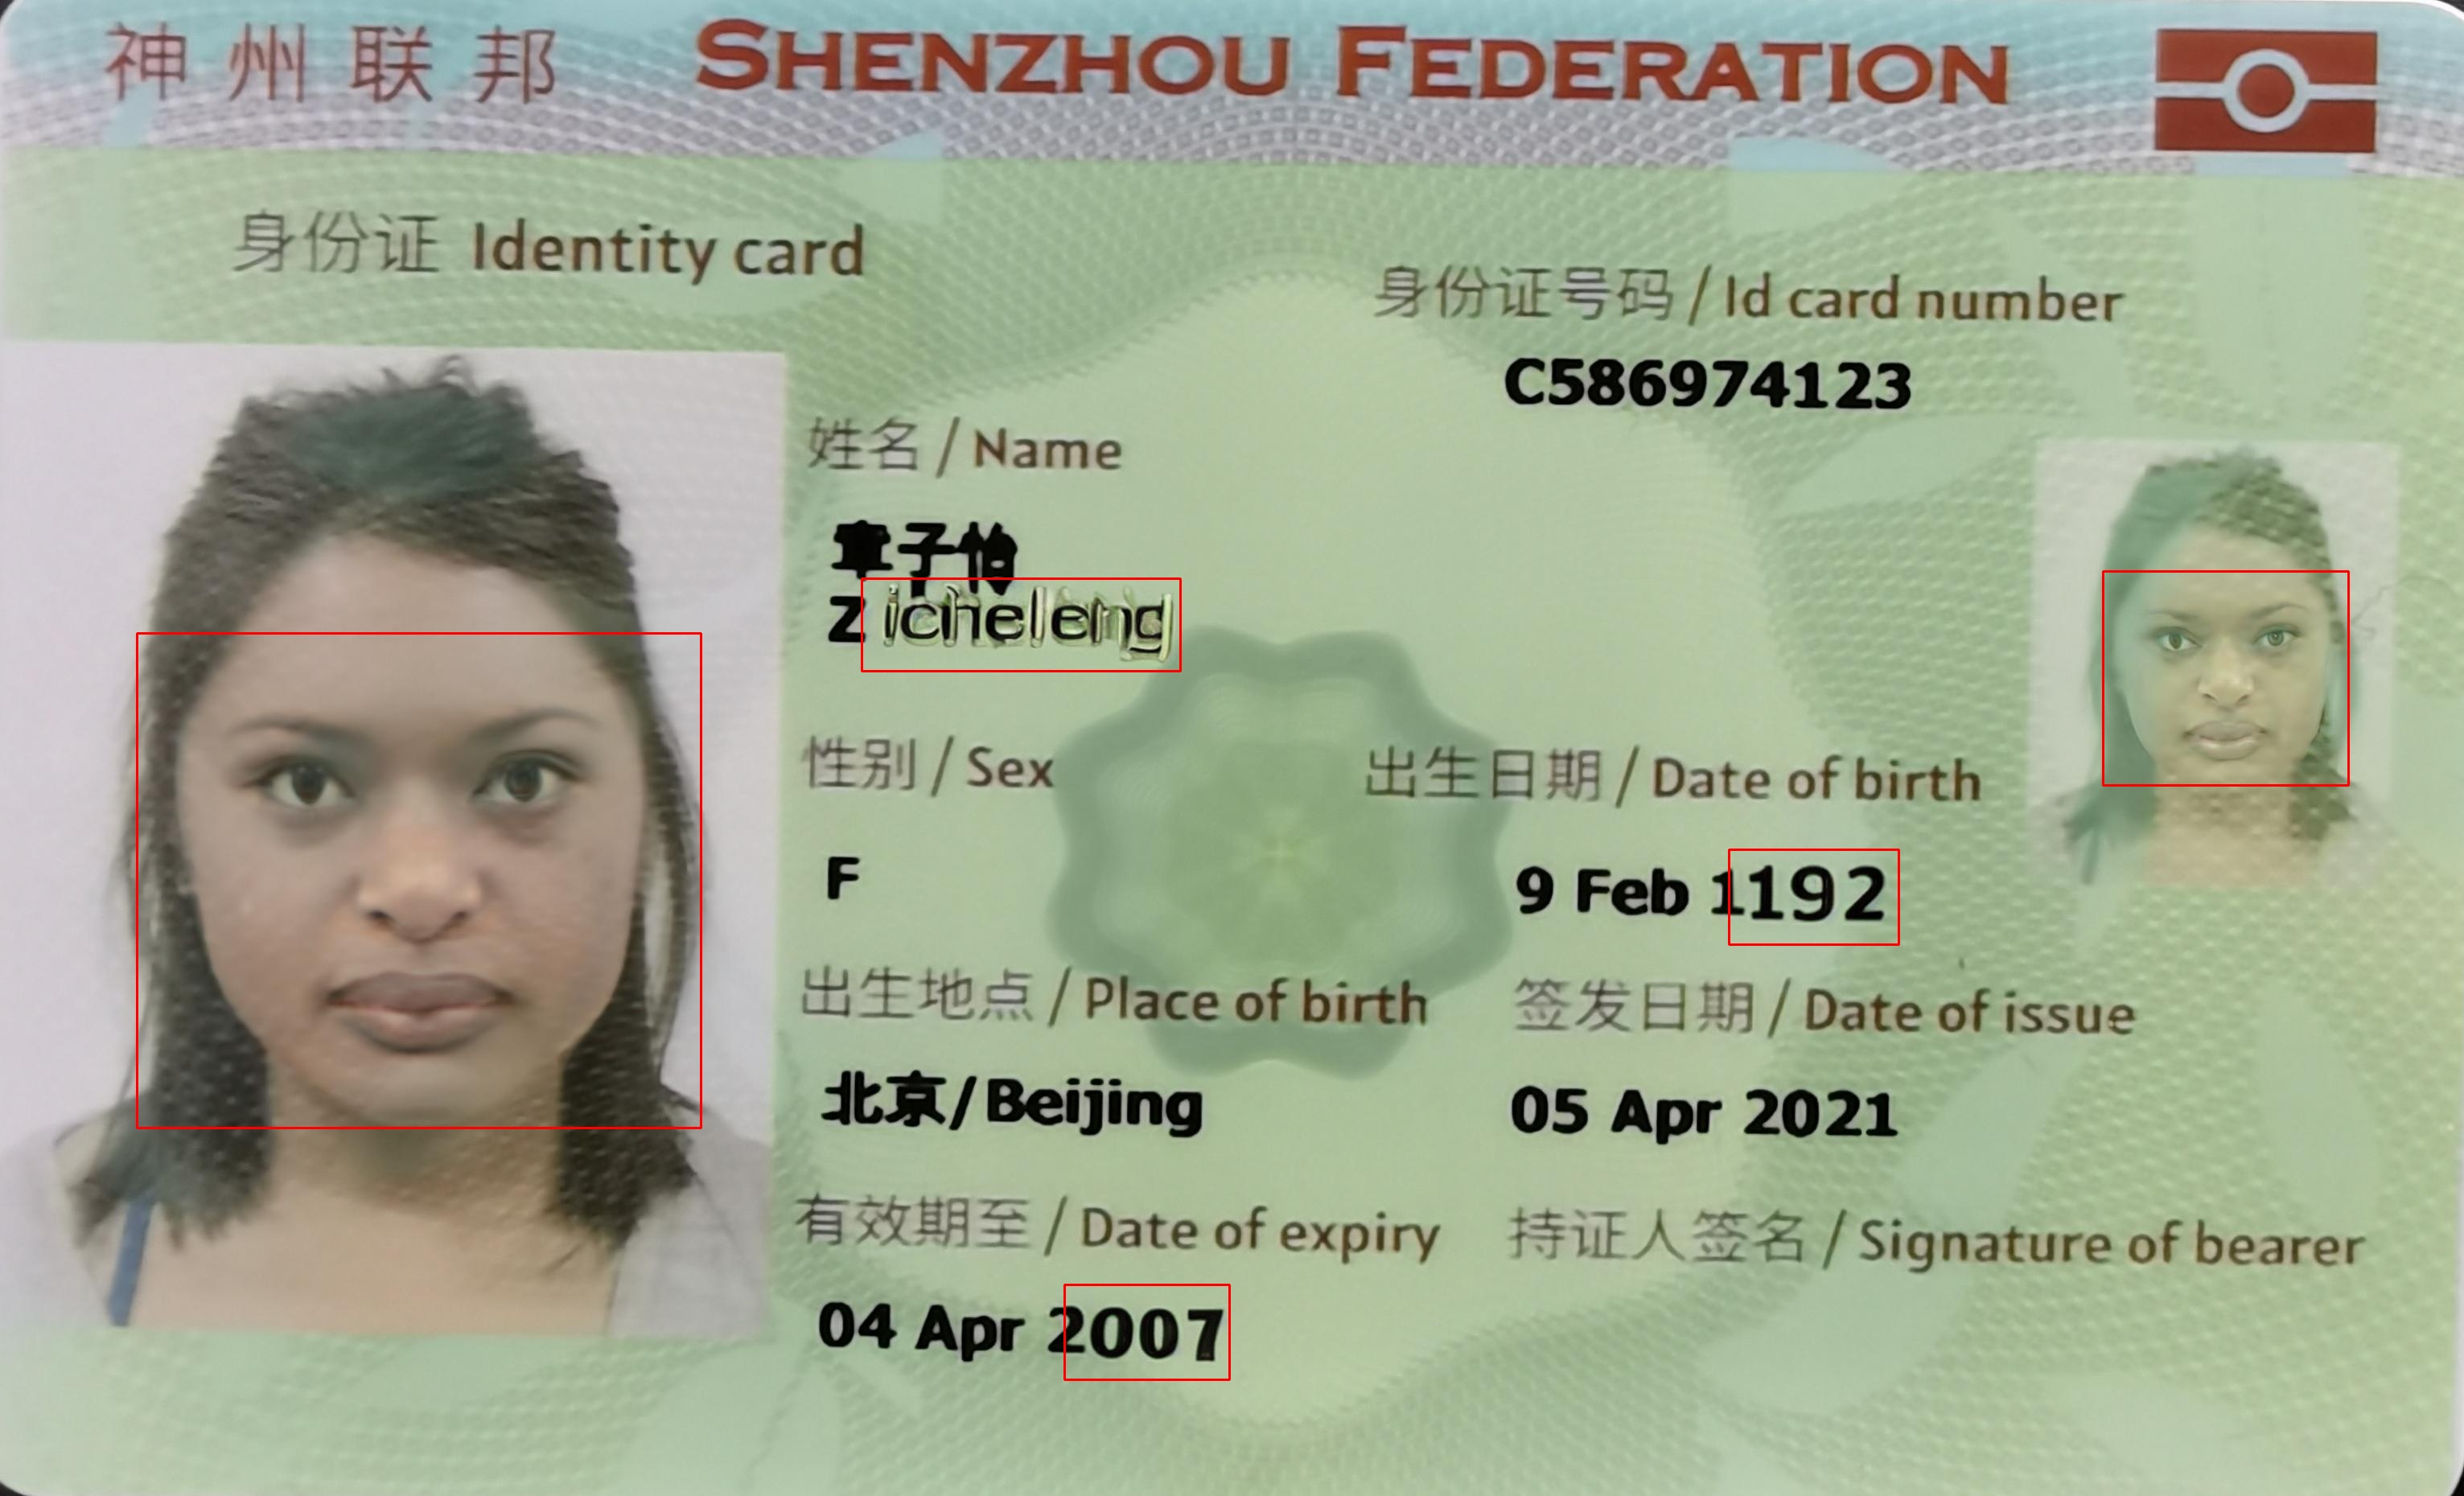 神州联邦 SHENZHOU FEDERATION
身份证 Identity card
身份证号码 / Id card number
C586974123
姓名 / Name
章子怡
Z icheleng
性别 / Sex
F
出生日期 / Date of birth
9 Feb 1192
出生地点 / Place of birth
北京/Beijing
签发日期 / Date of issue
05 Apr 2021
有效期至 / Date of expiry
04 Apr 2007
持证人签名 / Signature of bearer